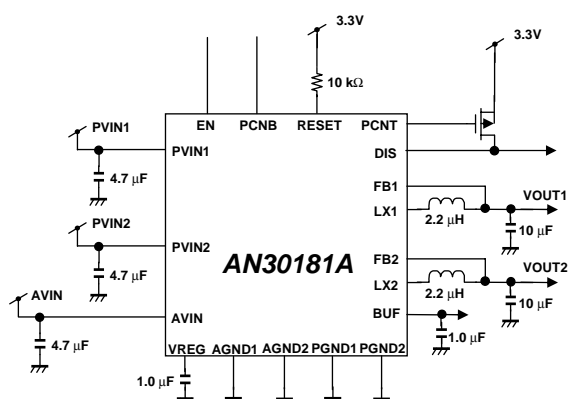 3.3V
3.3V
10 kΩ
EN PCNB RESET PCNT
PVIN1
PVIN1
DIS
4.7 μF
FB1
VOUT1
LX1
2.2 μH
10 μF
PVIN2
PVIN2
4.7 μF
AN30181A
FB2
VOUT2
LX2
2.2 μH
10 μF
AVIN
AVIN
BUF
4.7 μF
1.0 μF
VREG AGND1 AGND2 PGND1 PGND2
1.0 μF